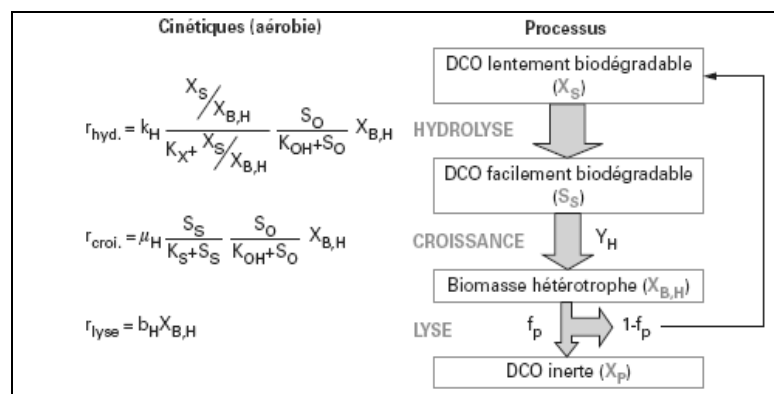 Cinétiques (aérobie)
Processus
DCO lentement biodégradable
(X_S)
r_hyd. = k_H (X_S/X_B,H)/(K_X+ X_S/X_B,H) S_O/(K_OH+S_O) X_B,H
HYDROLYSE
DCO facilement biodégradable
(S_S)
r_croi. = μ_H S_S/(K_S+S_S) S_O/(K_OH+S_O) X_B,H
CROISSANCE
Y_H
Biomasse hétérotrophe (X_B,H)
r_lyse = b_H X_B,H
LYSE
f_p
1-f_p
DCO inerte (X_P)